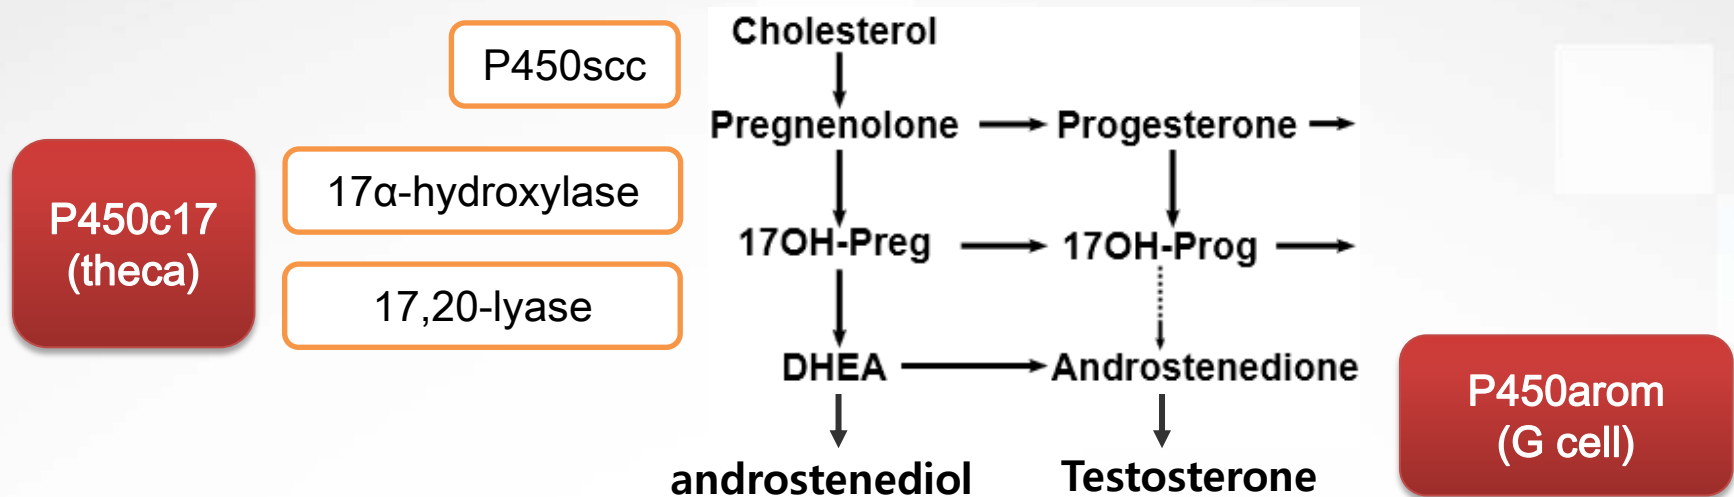 Cholesterol
P450scc
Pregnenolone
Progesterone
17α-hydroxylase
P450c17
(theca)
17OH-Preg
17OH-Prog
17,20-lyase
DHEA
Androstenedione
P450arom
(G cell)
androstenediol
Testosterone